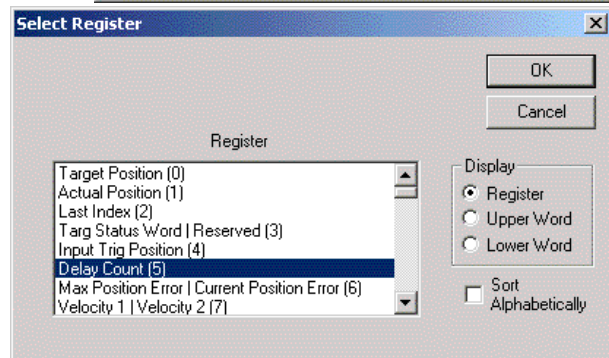 Select Register
OK
Cancel
Register
Target Position (0)
Actual Position (1)
Last Index (2)
Targ Status Word | Reserved (3)
Input Trig Position (4)
Delay Count (5)
Max Position Error | Current Position Error (6)
Velocity 1 | Velocity 2 (7)
Display
Register
Upper Word
Lower Word
Sort
Alphabetically